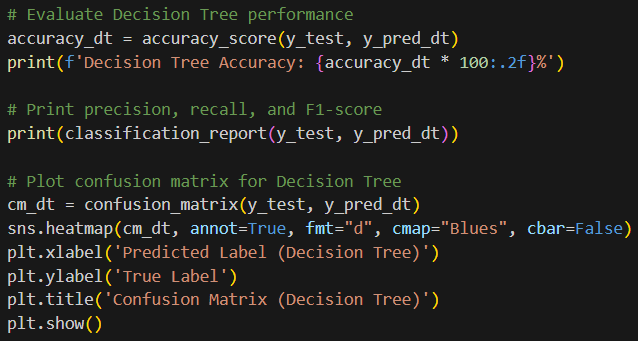 # Evaluate Decision Tree performance
accuracy_dt = accuracy_score(y_test, y_pred_dt)
print(f'Decision Tree Accuracy: {accuracy_dt * 100:.2f}%')
# Print precision, recall, and F1-score
print(classification_report(y_test, y_pred_dt))
# Plot confusion matrix for Decision Tree
cm_dt = confusion_matrix(y_test, y_pred_dt)
sns.heatmap(cm_dt, annot=True, fmt="d", cmap="Blues", cbar=False)
plt.xlabel('Predicted Label (Decision Tree)')
plt.ylabel('True Label')
plt.title('Confusion Matrix (Decision Tree)')
plt.show()